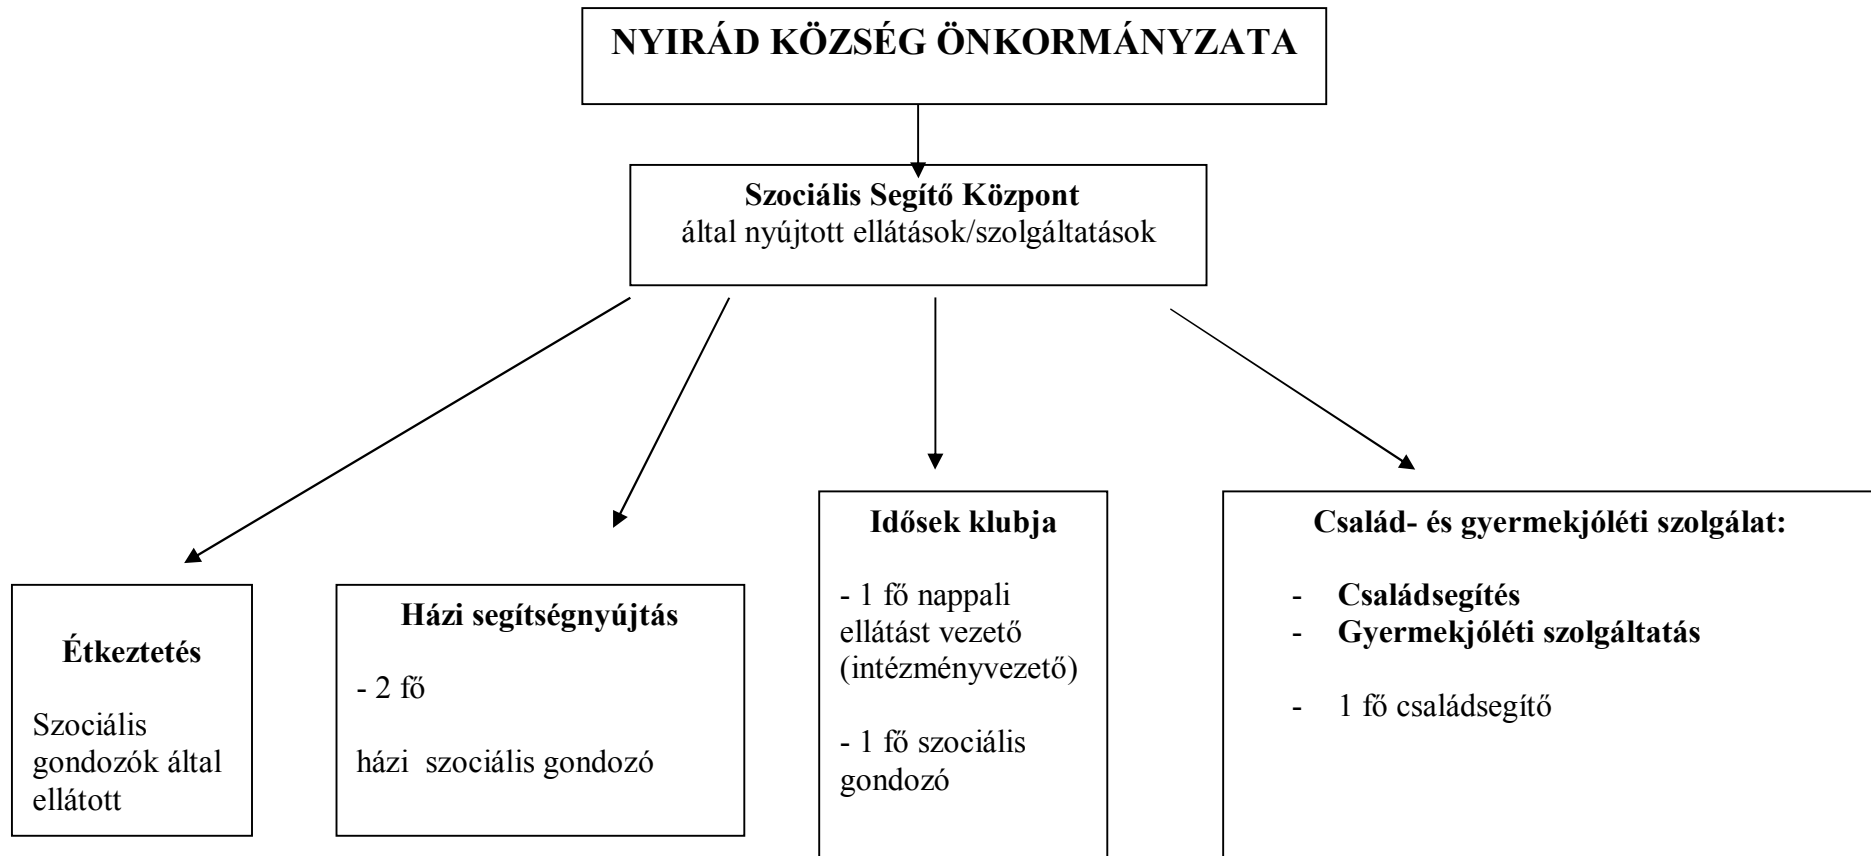 NYIRÁD KÖZSÉG ÖNKORMÁNYZATA
Szociális Segítő Központ
által nyújtott ellátások/szolgáltatások
Étkeztetés
Szociális
gondozók által
ellátott
Házi segítségnyújtás
- 2 fő
házi  szociális gondozó
Idősek klubja
- 1 fő nappali
ellátást vezető
(intézményvezető)
- 1 fő szociális
gondozó
Család- és gyermekjóléti szolgálat:
- Családsegítés
- Gyermekjóléti szolgáltatás
- 1 fő családsegítő